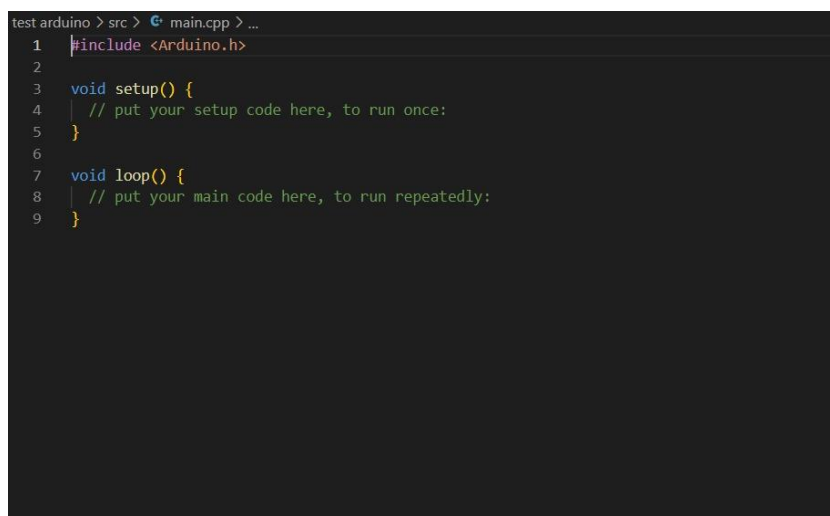 test arduino > src > main.cpp > ...
1 #include <Arduino.h>
2
3 void setup() {
4 // put your setup code here, to run once:
5 }
6
7 void loop() {
8 // put your main code here, to run repeatedly:
9 }